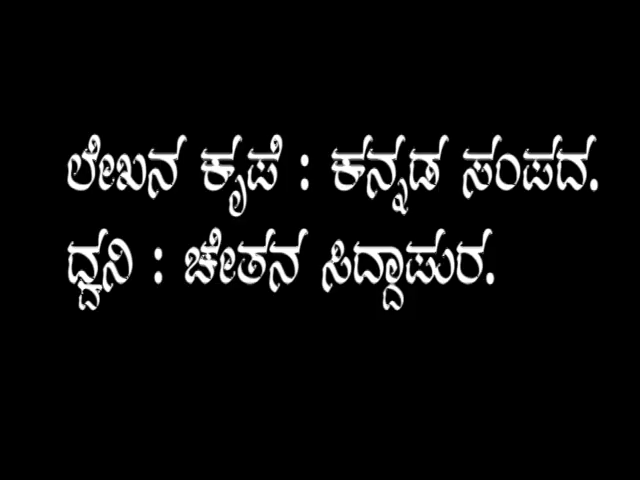 ಲೇಖನ ಕೃಪೆ : ಕನ್ನಡ ಸಂಪದ.
ಧ್ವನಿ : ಚೇತನ ಸಿದ್ದಾಪುರ.